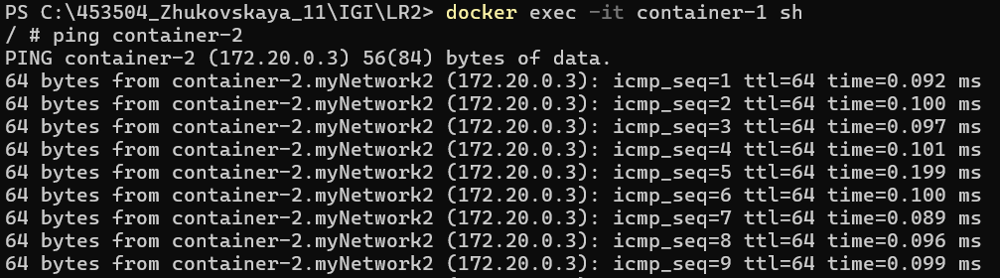 PS C:\453504_Zhukovskaya_11\IGI\LR2> docker exec -it container-1 sh
/ # ping container-2
PING container-2 (172.20.0.3) 56(84) bytes of data.
64 bytes from container-2.myNetwork2 (172.20.0.3): icmp_seq=1 ttl=64 time=0.092 ms
64 bytes from container-2.myNetwork2 (172.20.0.3): icmp_seq=2 ttl=64 time=0.100 ms
64 bytes from container-2.myNetwork2 (172.20.0.3): icmp_seq=3 ttl=64 time=0.097 ms
64 bytes from container-2.myNetwork2 (172.20.0.3): icmp_seq=4 ttl=64 time=0.101 ms
64 bytes from container-2.myNetwork2 (172.20.0.3): icmp_seq=5 ttl=64 time=0.199 ms
64 bytes from container-2.myNetwork2 (172.20.0.3): icmp_seq=6 ttl=64 time=0.100 ms
64 bytes from container-2.myNetwork2 (172.20.0.3): icmp_seq=7 ttl=64 time=0.089 ms
64 bytes from container-2.myNetwork2 (172.20.0.3): icmp_seq=8 ttl=64 time=0.096 ms
64 bytes from container-2.myNetwork2 (172.20.0.3): icmp_seq=9 ttl=64 time=0.099 ms